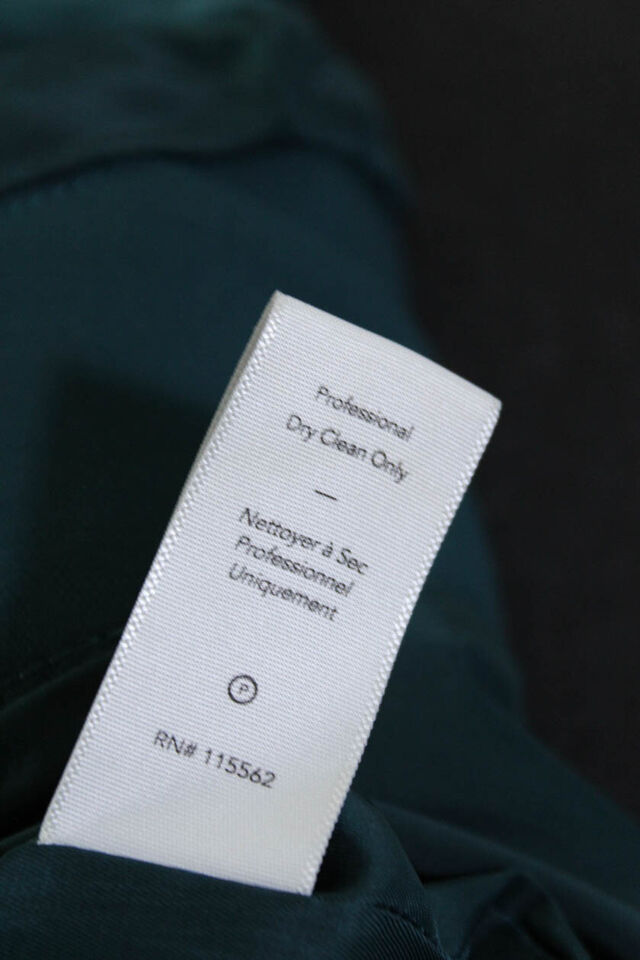 Professional
Dry Clean Only
—
Nettoyer à Sec
Professionnel
Uniquement
P
RN# 115562